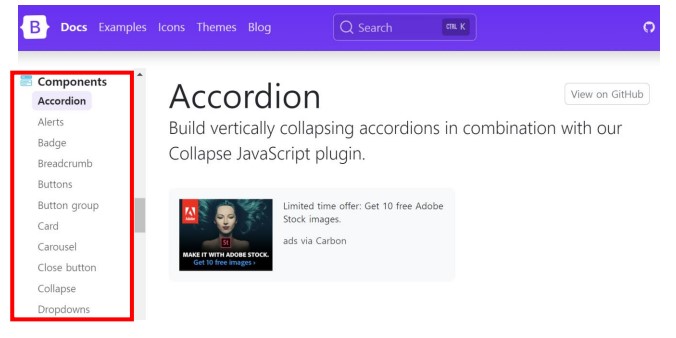 B Docs Examples Icons Themes Blog Search CTRL K
Components
Accordion
Alerts
Badge
Breadcrumb
Buttons
Button group
Card
Carousel
Close button
Collapse
Dropdowns
Accordion
View on GitHub
Build vertically collapsing accordions in combination with our
Collapse JavaScript plugin.
Adobe
St
MAKE IT WITH ADOBE STOCK.
Get 10 free images ›
Limited time offer: Get 10 free Adobe
Stock images.
ads via Carbon